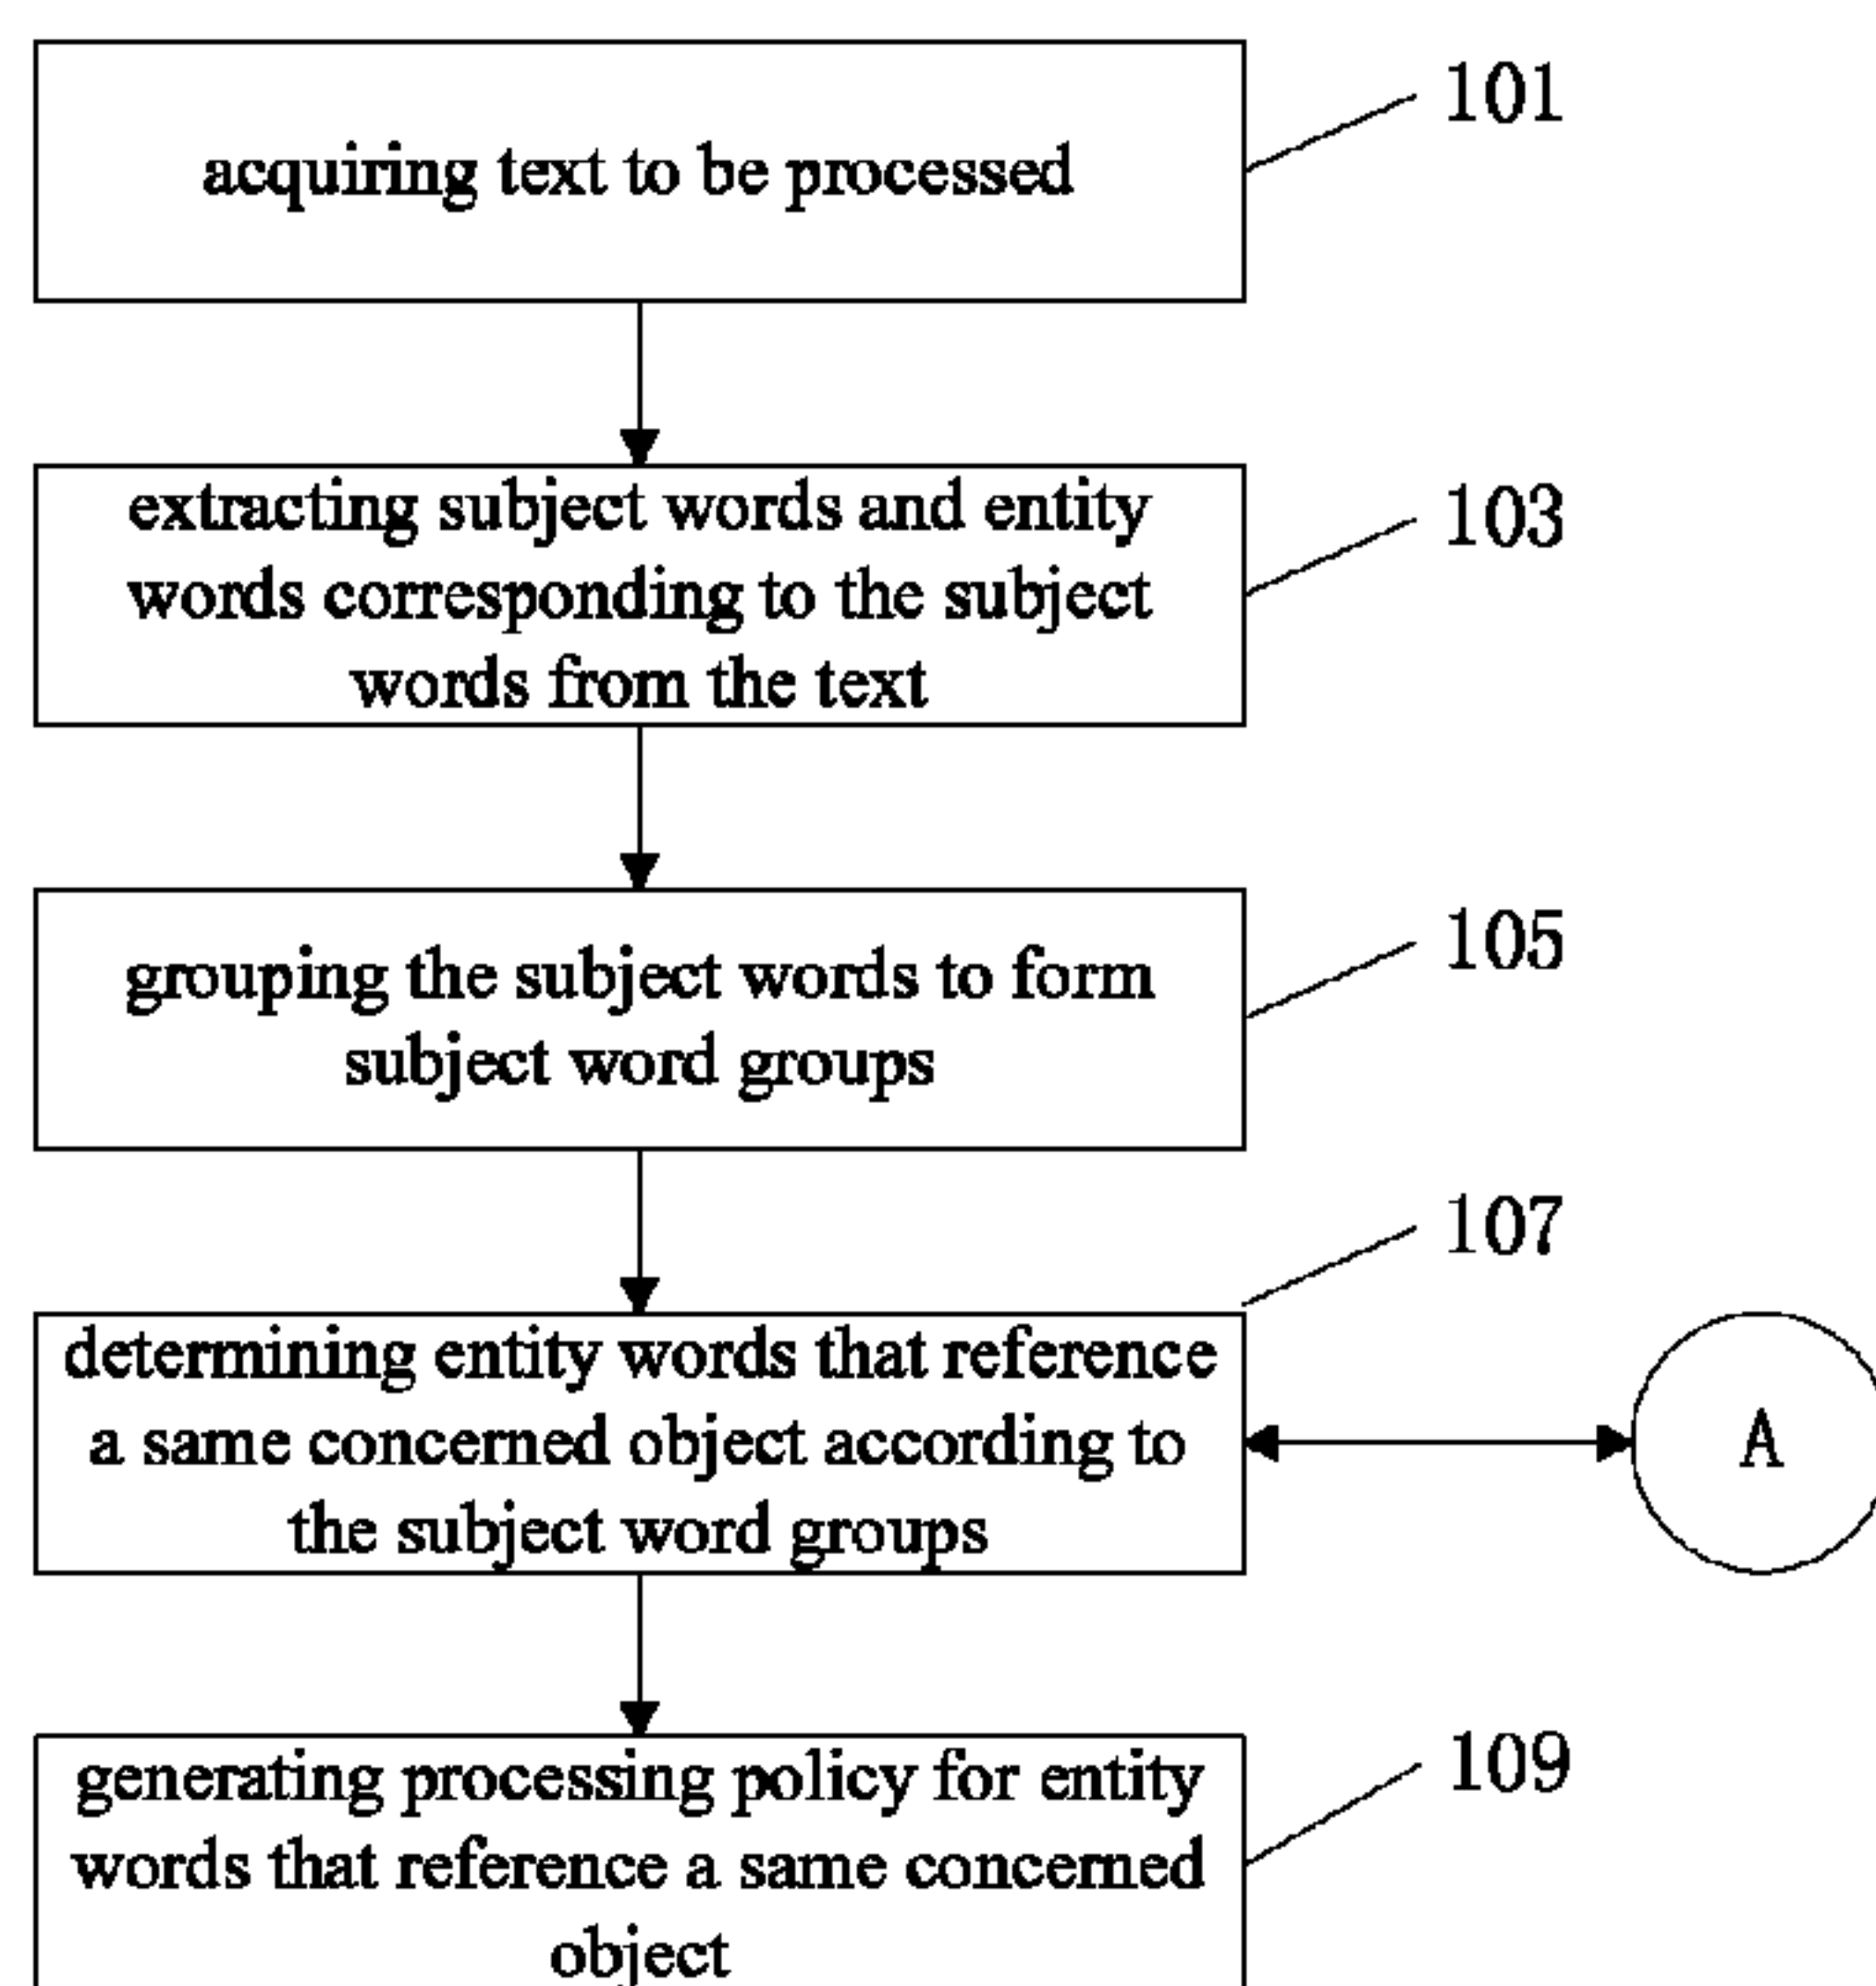 acquiring text to be processed
101
extracting subject words and entity
words corresponding to the subject
words from the text
103
grouping the subject words to form
subject word groups
105
107
determining entity words that reference
a same concerned object according to
the subject word groups
A
generating processing policy for entity
words that reference a same concerned
object
109